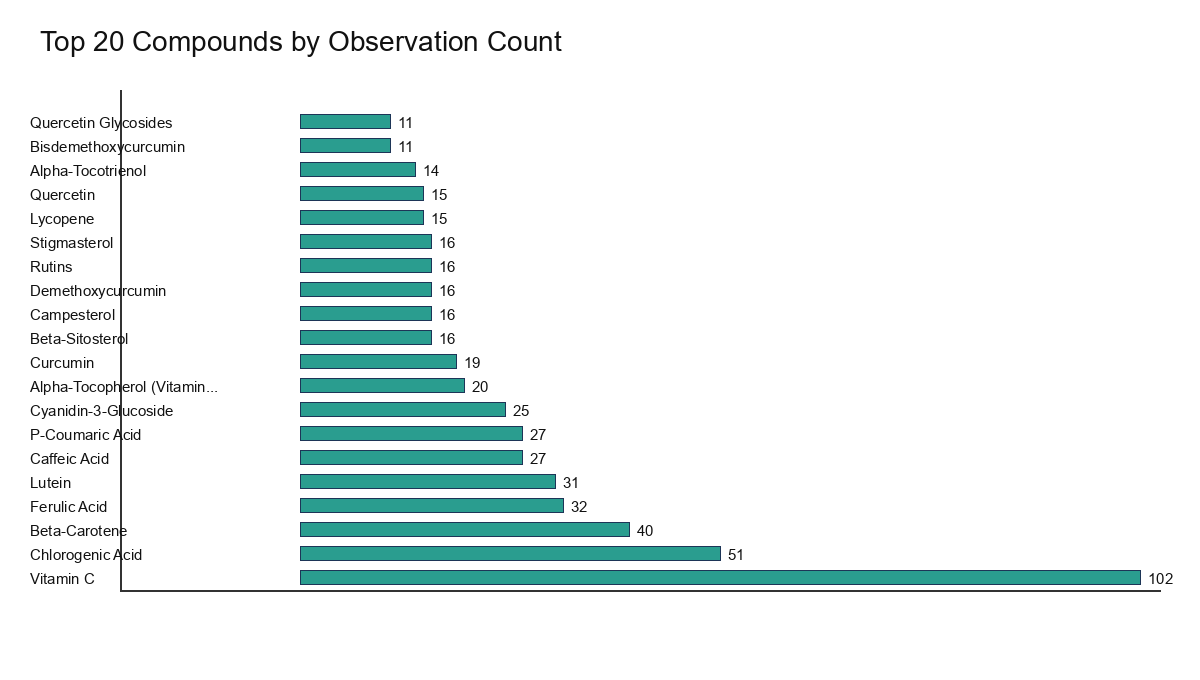 Top 20 Compounds by Observation Count
Quercetin Glycosides 11
Bisdemethoxycurcumin 11
Alpha-Tocotrienol 14
Quercetin 15
Lycopene 15
Stigmasterol 16
Rutins 16
Demethoxycurcumin 16
Campesterol 16
Beta-Sitosterol 16
Curcumin 19
Alpha-Tocopherol (Vitamin... 20
Cyanidin-3-Glucoside 25
P-Coumaric Acid 27
Caffeic Acid 27
Lutein 31
Ferulic Acid 32
Beta-Carotene 40
Chlorogenic Acid 51
Vitamin C 102